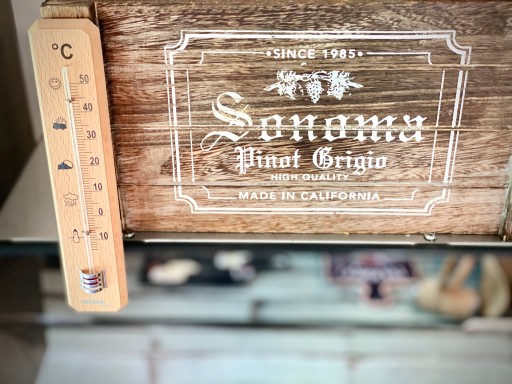 °C
50
40
30
20
10
0
10
•SINCE 1985•
Sonoma
Pinot Grigio
HIGH QUALITY
MADE IN CALIFORNIA